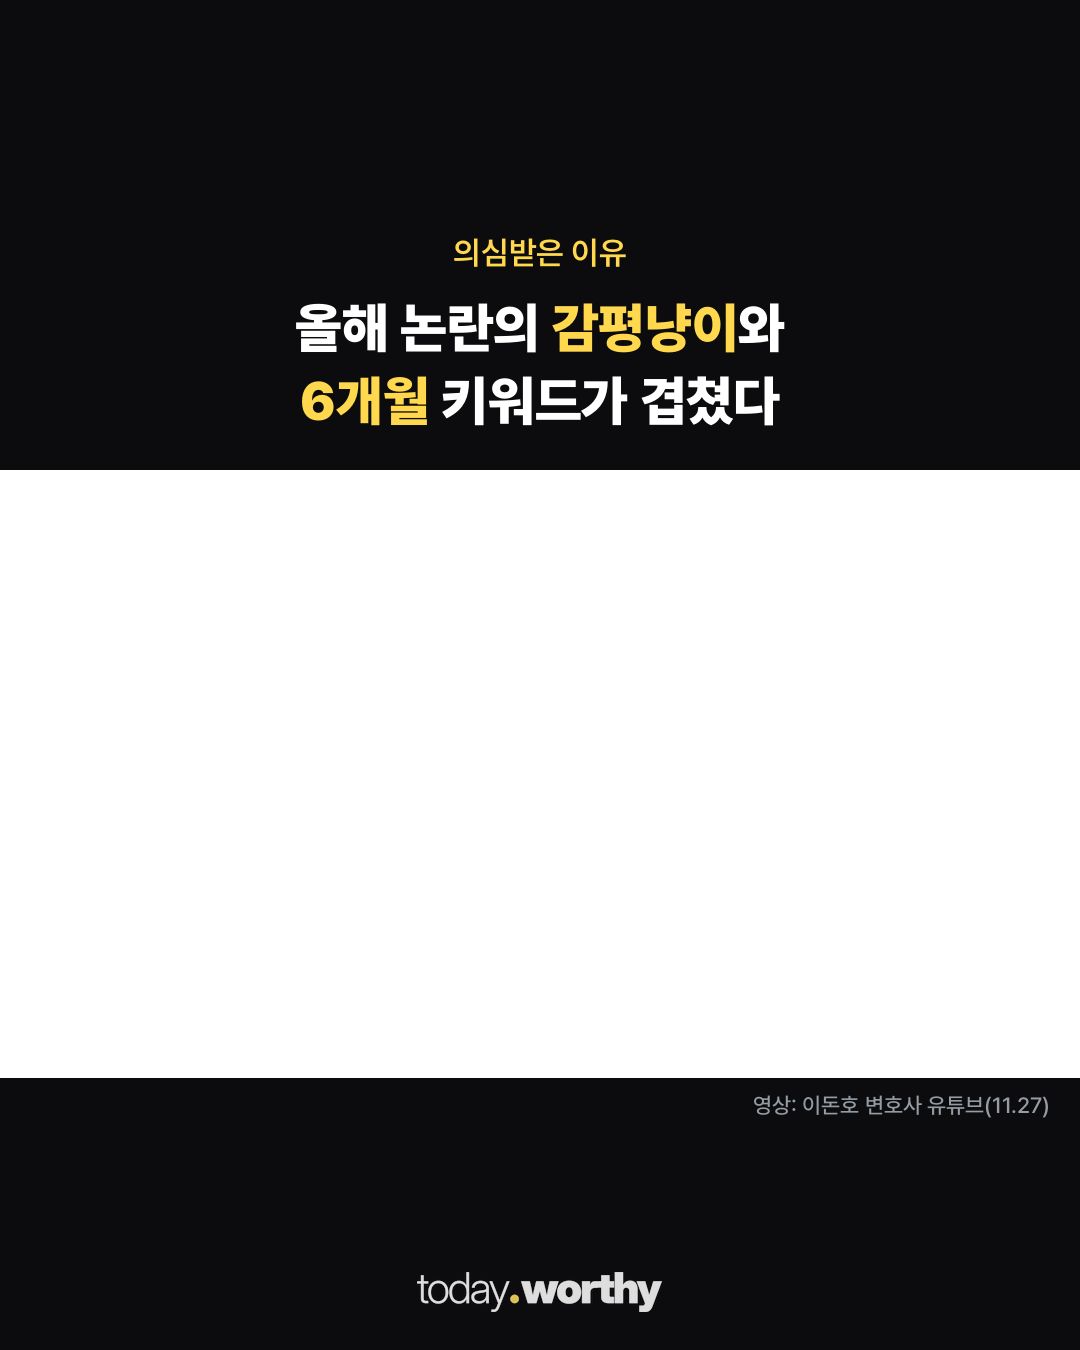 의심받은 이유
올해 논란의 감평냥이와
6개월 키워드가 겹쳤다
영상: 이돈호 변호사 유튜브(11.27)
today.worthy